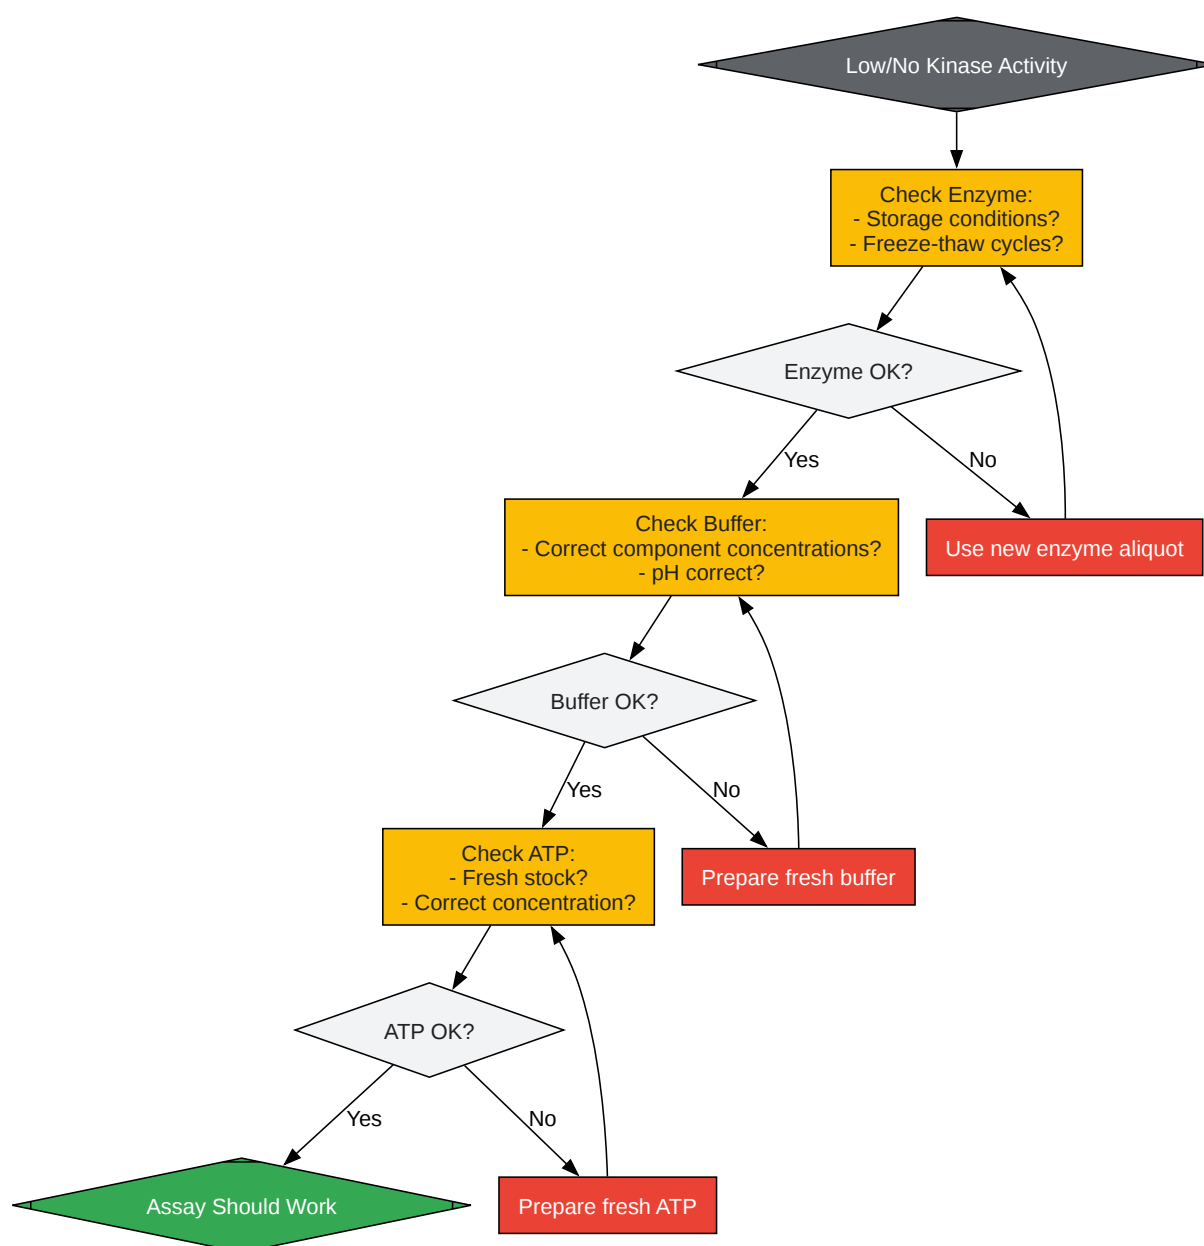 Low/No Kinase Activity
Check Enzyme:
- Storage conditions?
- Freeze-thaw cycles?
Enzyme OK?
Yes
No
Check Buffer:
- Correct component concentrations?
- pH correct?
Use new enzyme aliquot
Buffer OK?
Yes
No
Check ATP:
- Fresh stock?
- Correct concentration?
Prepare fresh buffer
ATP OK?
Yes
No
Assay Should Work
Prepare fresh ATP